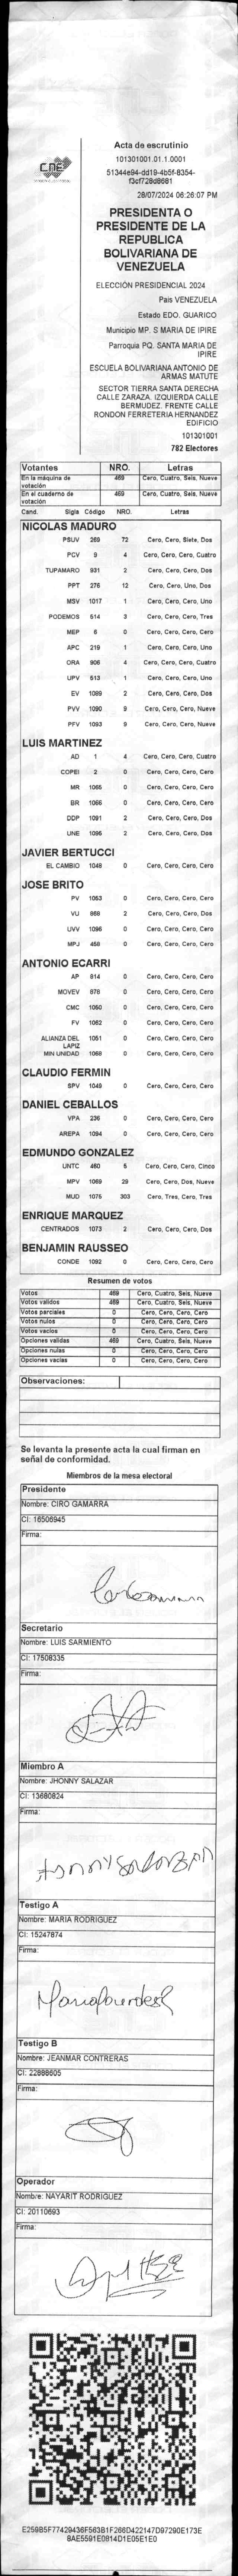 CNE
Acta de escrutinio
101301001.01.1.0001
51344e94-dd19-4b5f-8354-
f3cf728d8681
28/07/2024 06:26:07 PM
PRESIDENTA O
PRESIDENTE DE LA
REPUBLICA
BOLIVARIANA DE
VENEZUELA
ELECCIÓN PRESIDENCIAL 2024
País VENEZUELA
Estado EDO. GUARICO
Municipio MP. S MARIA DE IPIRE
Parroquia PQ. SANTA MARIA DE
IPIRE
ESCUELA BOLIVARIANA ANTONIO DE
ARMAS MATUTE
SECTOR TIERRA SANTA DERECHA
CALLE ZARAZA. IZQUIERDA CALLE
BERMUDEZ. FRENTE CALLE
RONDON FERRETERIA HERNANDEZ
EDIFICIO
101301001
782 Electores
Votantes NRO. Letras
En la máquina de votación 469 Cero, Cuatro, Seis, Nueve
En el cuaderno de votación 469 Cero, Cuatro, Seis, Nueve
Cand. Sigla Código NRO. Letras
NICOLAS MADURO
PSUV 269 72 Cero, Cero, Siete, Dos
PCV 9 4 Cero, Cero, Cero, Cuatro
TUPAMARO 931 2 Cero, Cero, Cero, Dos
PPT 275 12 Cero, Cero, Uno, Dos
MSV 1017 1 Cero, Cero, Cero, Uno
PODEMOS 514 3 Cero, Cero, Cero, Tres
MEP 6 0 Cero, Cero, Cero, Cero
APC 219 1 Cero, Cero, Cero, Uno
ORA 906 4 Cero, Cero, Cero, Cuatro
UPV 513 1 Cero, Cero, Cero, Uno
EV 1089 2 Cero, Cero, Cero, Dos
PVV 1090 9 Cero, Cero, Cero, Nueve
PFV 1093 9 Cero, Cero, Cero, Nueve
LUIS MARTINEZ
AD 1 4 Cero, Cero, Cero, Cuatro
COPEI 2 0 Cero, Cero, Cero, Cero
MR 1065 0 Cero, Cero, Cero, Cero
BR 1066 0 Cero, Cero, Cero, Cero
DDP 1091 2 Cero, Cero, Cero, Dos
UNE 1095 2 Cero, Cero, Cero, Dos
JAVIER BERTUCCI
EL CAMBIO 1048 0 Cero, Cero, Cero, Cero
JOSE BRITO
PV 1053 0 Cero, Cero, Cero, Cero
VU 868 2 Cero, Cero, Cero, Dos
UVV 1096 0 Cero, Cero, Cero, Cero
MPJ 458 0 Cero, Cero, Cero, Cero
ANTONIO ECARRI
AP 814 0 Cero, Cero, Cero, Cero
MOVEV 878 0 Cero, Cero, Cero, Cero
CMC 1050 0 Cero, Cero, Cero, Cero
FV 1062 0 Cero, Cero, Cero, Cero
ALIANZA DEL LAPIZ 1051 0 Cero, Cero, Cero, Cero
MIN UNIDAD 1068 0 Cero, Cero, Cero, Cero
CLAUDIO FERMIN
SPV 1049 0 Cero, Cero, Cero, Cero
DANIEL CEBALLOS
VPA 236 0 Cero, Cero, Cero, Cero
AREPA 1094 0 Cero, Cero, Cero, Cero
EDMUNDO GONZALEZ
UNTC 460 5 Cero, Cero, Cero, Cinco
MPV 1069 29 Cero, Cero, Dos, Nueve
MUD 1075 303 Cero, Tres, Cero, Tres
ENRIQUE MARQUEZ
CENTRADOS 1073 2 Cero, Cero, Cero, Dos
BENJAMIN RAUSSEO
CONDE 1092 0 Cero, Cero, Cero, Cero
Resumen de votos
Votos 469 Cero, Cuatro, Seis, Nueve
Votos válidos 469 Cero, Cuatro, Seis, Nueve
Votos parciales 0 Cero, Cero, Cero, Cero
Votos nulos 0 Cero, Cero, Cero, Cero
Votos vacíos 0 Cero, Cero, Cero, Cero
Opciones validas 469 Cero, Cuatro, Seis, Nueve
Opciones nulas 0 Cero, Cero, Cero, Cero
Opciones vacías 0 Cero, Cero, Cero, Cero
Observaciones:
Se levanta la presente acta la cual firman en
señal de conformidad.
Miembros de la mesa electoral
Presidente
Nombre: CIRO GAMARRA
CI: 16506945
Firma:
Secretario
Nombre: LUIS SARMIENTO
CI: 17508335
Firma:
Miembro A
Nombre: JHONNY SALAZAR
CI: 13680824
Firma:
Testigo A
Nombre: MARIA RODRIGUEZ
CI: 15247874
Firma:
Testigo B
Nombre: JEANMAR CONTRERAS
CI: 22888605
Firma:
Operador
Nombre: NAYARIT RODRIGUEZ
CI: 20110693
Firma:
E259B5F77429436F563B1F266D422147D97290E173E
8AE5591E0814D1E05E1E0